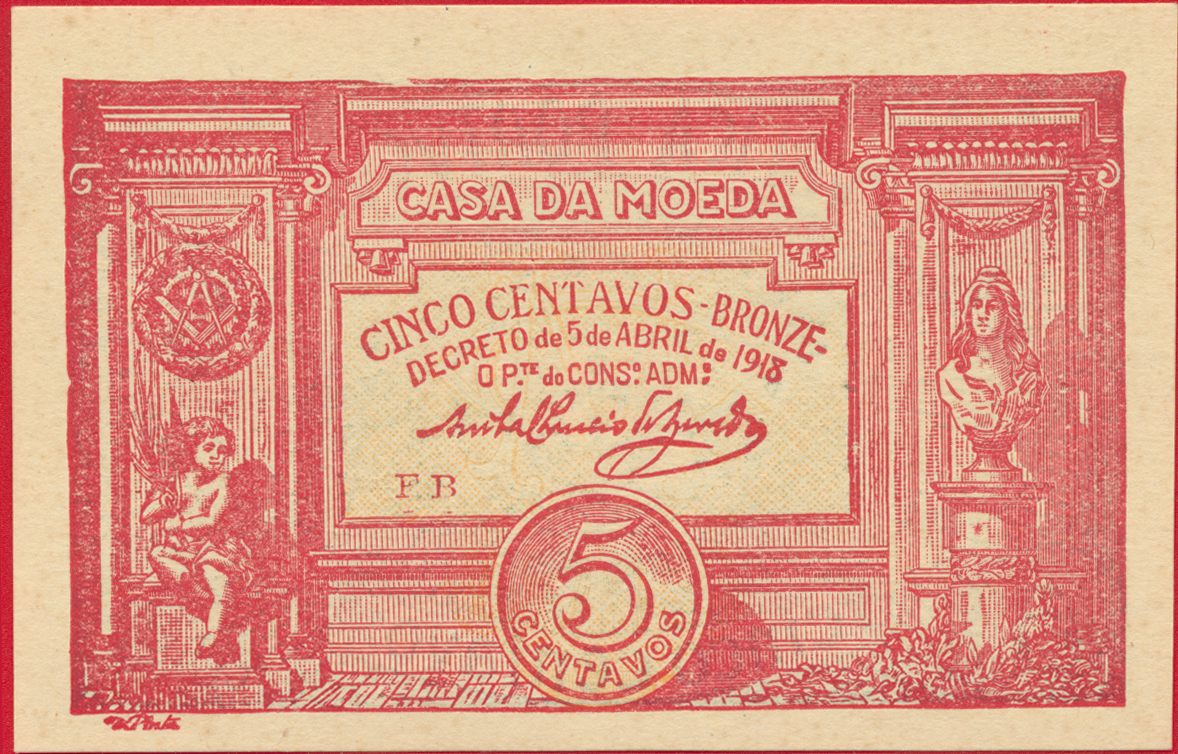 CASA DA MOEDA
CINCO CENTAVOS-BRONZE-
DECRETO de 5 de ABRIL de 1918
O P.TE do CONS.º ADM.º
F.B
5
CENTAVOS